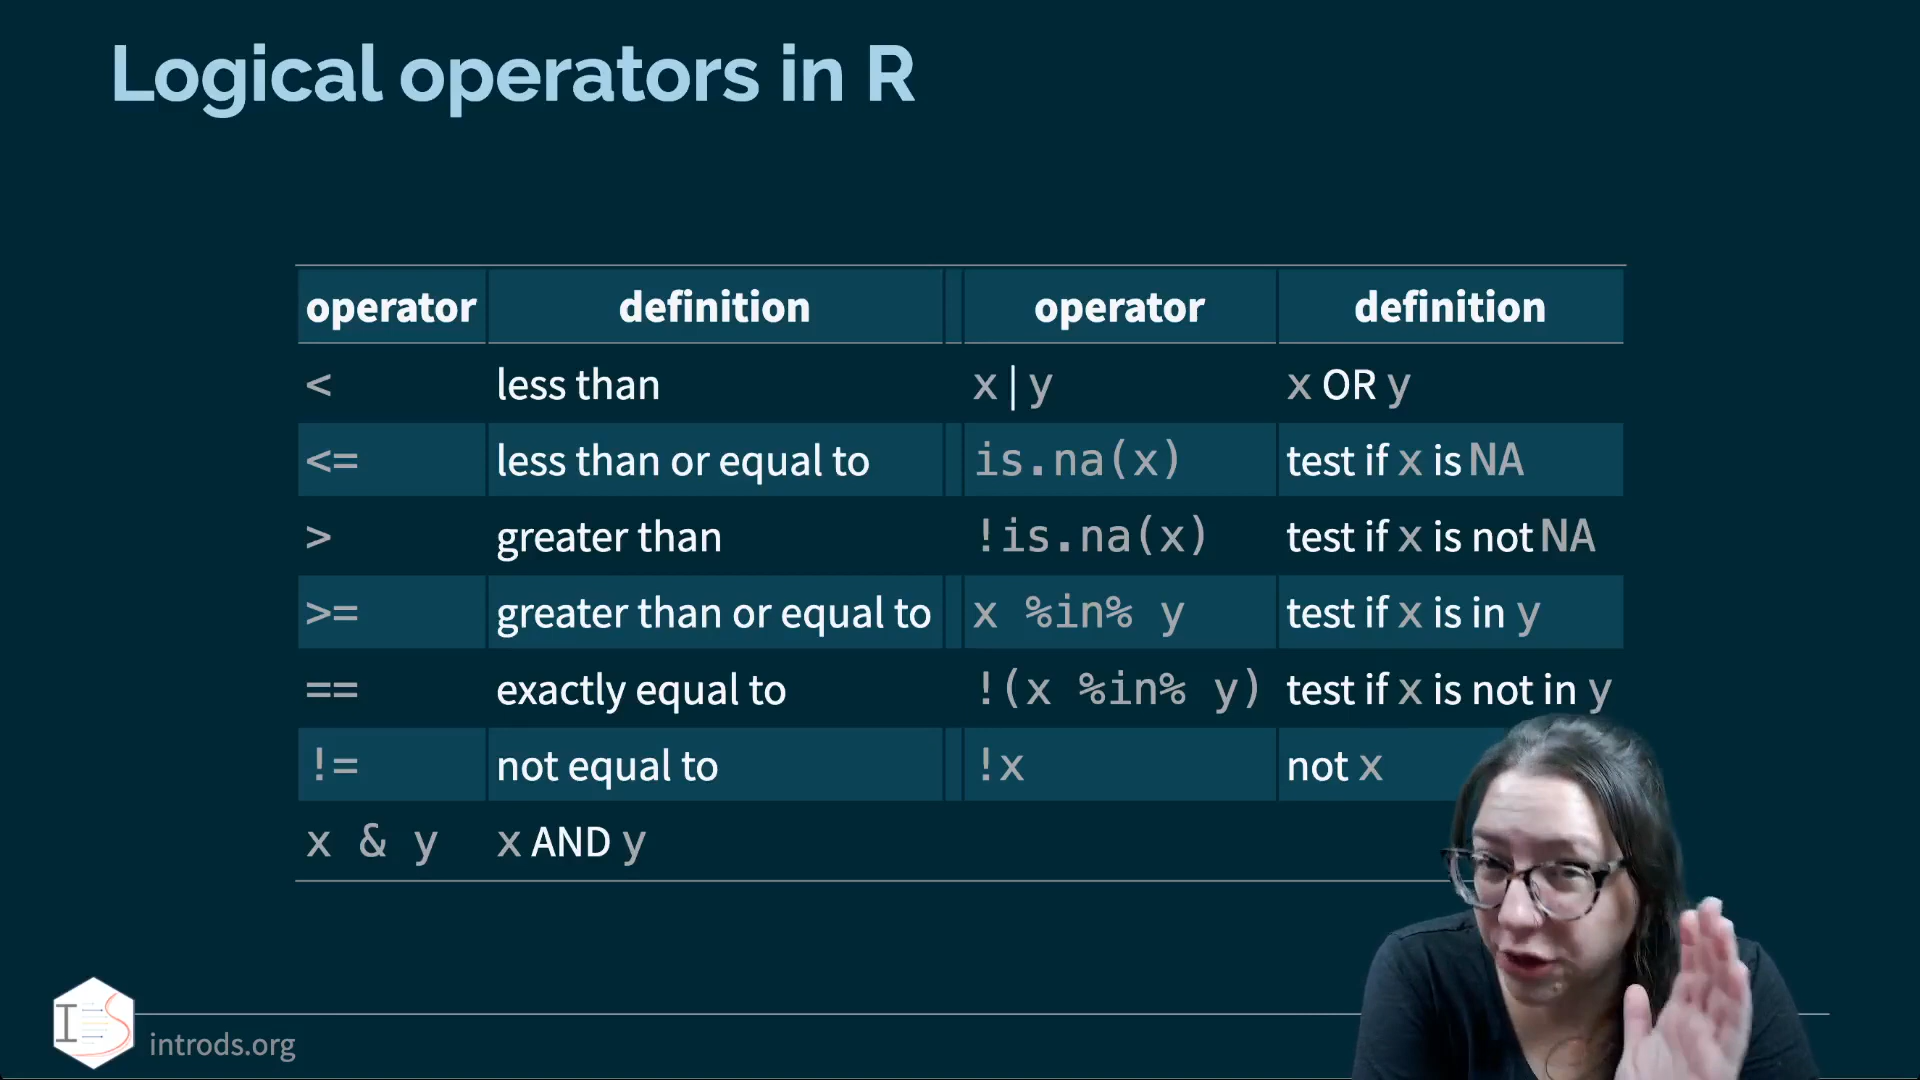 Logical operators in R
operator definition operator definition
< less than x | y x OR y
<= less than or equal to is.na(x) test if x is NA
> greater than !is.na(x) test if x is not NA
>= greater than or equal to x %in% y test if x is in y
== exactly equal to !(x %in% y) test if x is not in y
!= not equal to !x not x
x & y x AND y
IS
introds.org